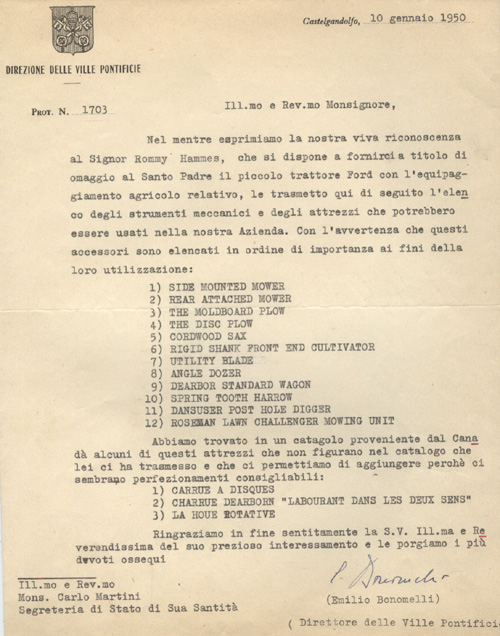 Castelgandolfo, 10 gennaio 1950
DIREZIONE DELLE VILLE PONTIFICIE
PROT. N. 1703
Ill.mo e Rev.mo Monsignore,
Nel mentre esprimiamo la nostra viva riconoscenza
al Signor Rommy Hammes, che si dispone a fornirci a titolo di
omaggio al Santo Padre il piccolo trattore Ford con l'equipag-
giamento agricolo relativo, le trasmetto qui di seguito l'elen
co degli strumenti meccanici e degli attrezzi che potrebbero
essere usati nella nostra Azienda. Con l'avvertenza che questi
accessori sono elencati in ordine di importanza ai fini della
loro utilizzazione:
1) SIDE MOUNTED MOWER
2) REAR ATTACHED MOWER
3) THE MOLDBOARD PLOW
4) THE DISC PLOW
5) CORDWOOD SAX
6) RIGID SHANK FRONT END CULTIVATOR
7) UTILITY BLADE
8) ANGLE DOZER
9) DEARBOR STANDARD WAGON
10) SPRING TOOTH HARROW
11) DANSUSER POST HOLE DIGGER
12) ROSEMAN LAWN CHALLENGER MOWING UNIT
Abbiamo trovato in un catagolo proveniente dal Cana
dà alcuni di questi attrezzi che non figurano nel catalogo che
lei ci ha trasmesso e che ci permettiamo di aggiungere perchè ci
sembrano perfezionamenti consigliabili:
1) CARRUE A DISQUES
2) CHARRUE DEARBORN "LABOURANT DANS LES DEUX SENS"
3) LA HOUE ROTATIVE
Ringraziamo in fine sentitamente la S.V. Ill.ma e Re
verendissima del suo prezioso interessamento e le porgiamo i più
devoti ossequi
Ill.mo e Rev.mo
Mons. Carlo Martini
Segreteria di Stato di Sua Santità
E. Bonomelli
(Emilio Bonomelli)
( Direttore delle Ville Pontificie